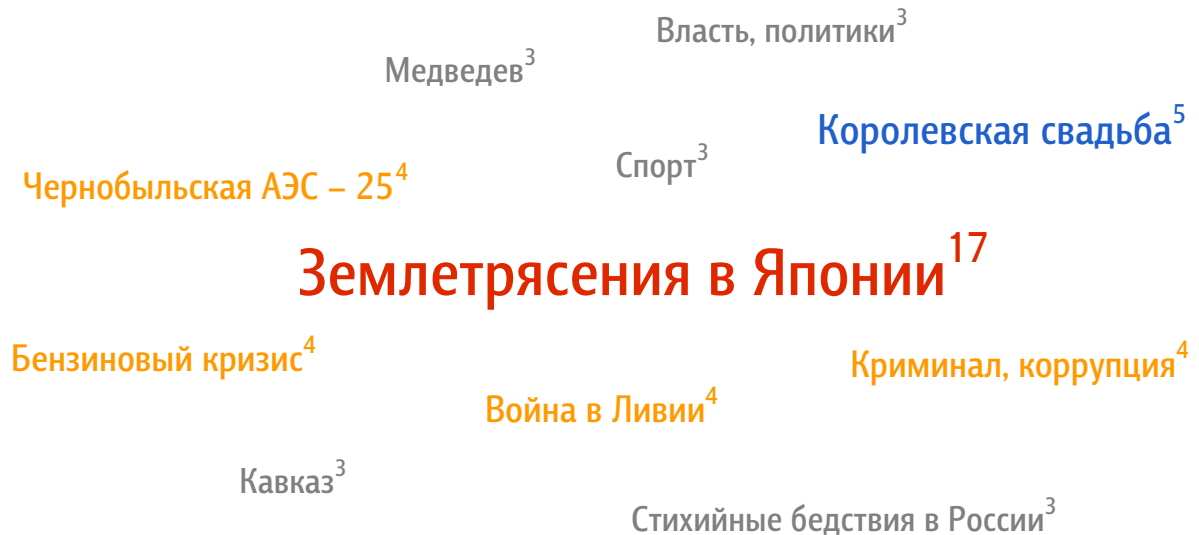 Власть, политики³
Медведев³
Королевская свадьба⁵
Спорт³
Чернобыльская АЭС – 25⁴
Землетрясения в Японии¹⁷
Бензиновый кризис⁴
Криминал, коррупция⁴
Война в Ливии⁴
Кавказ³
Стихийные бедствия в России³